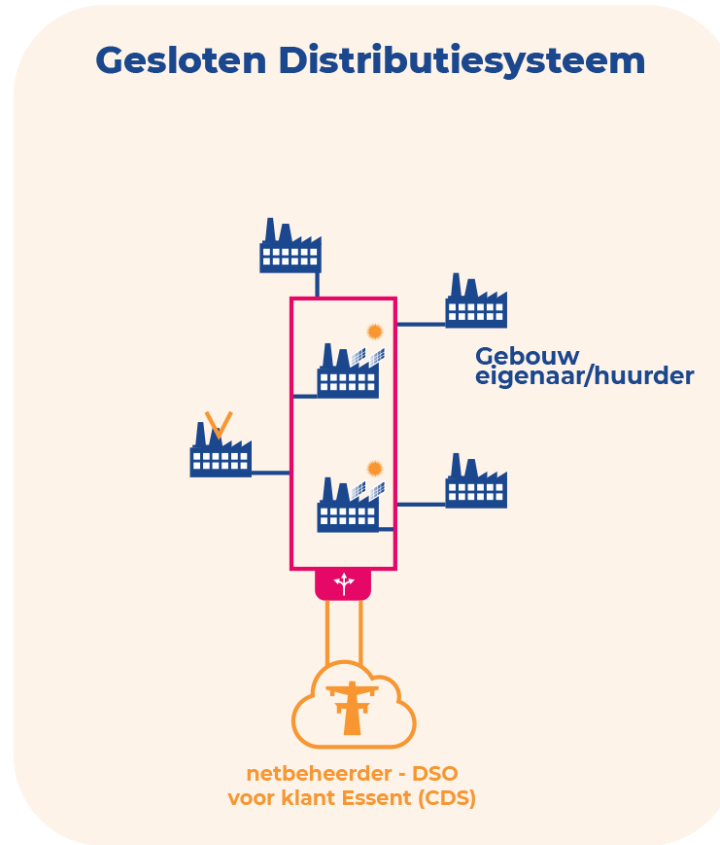 Gesloten Distributiesysteem
Gebouw
eigenaar/huurder
netbeheerder - DSO
voor klant Essent (CDS)